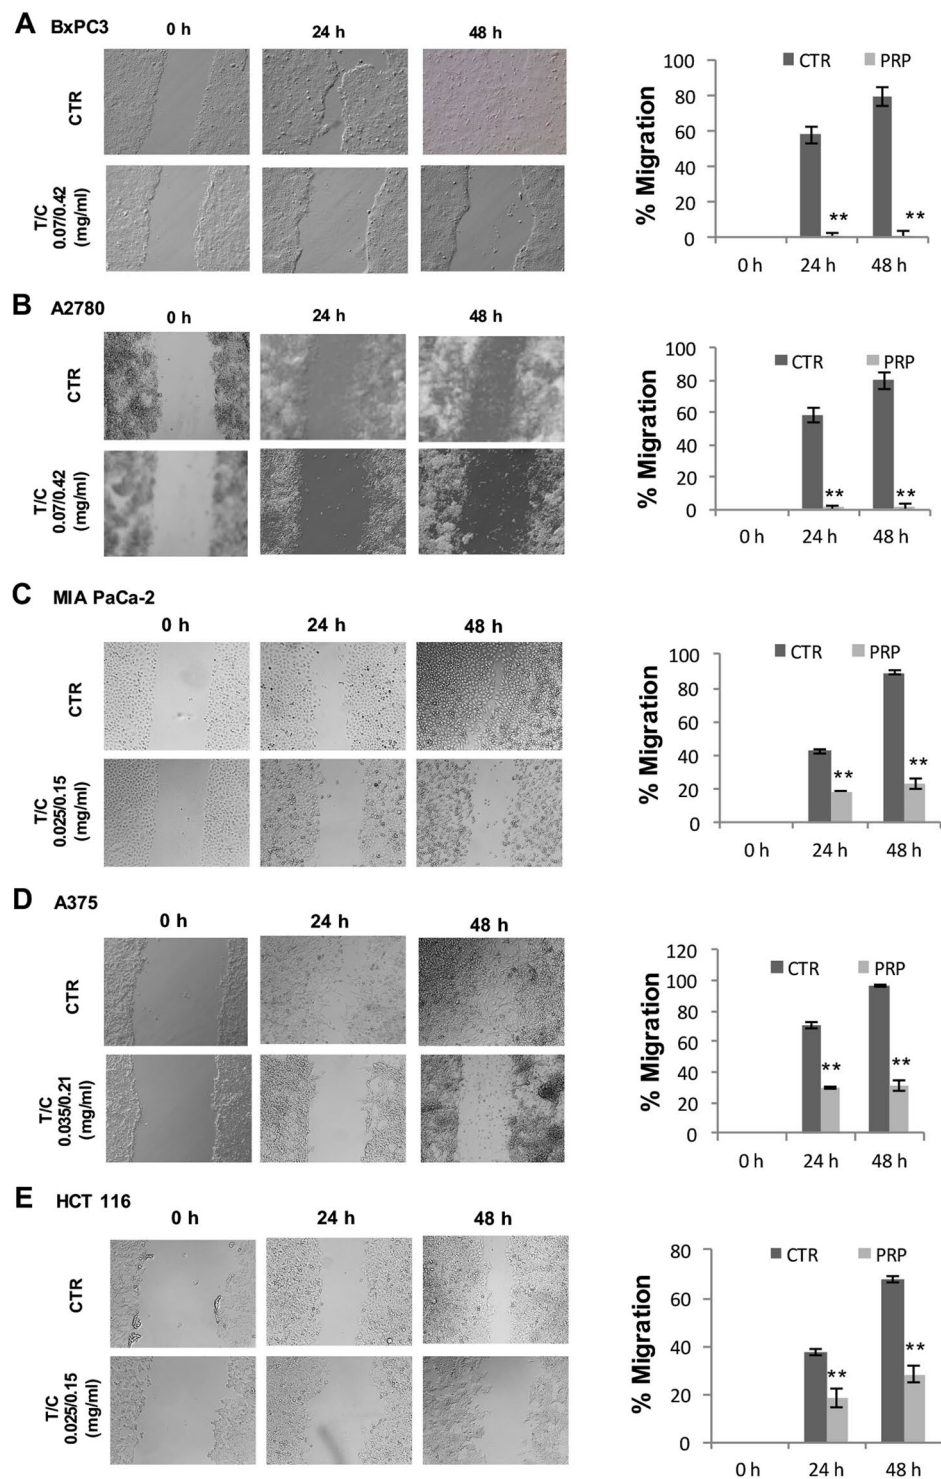 A BxPC3
0 h 24 h 48 h
CTR
T/C
0.07/0.42
(mg/ml)
CTR PRP
% Migration
100
80
60
40
20
0
** **
0 h 24 h 48 h
B A2780
0 h 24 h 48 h
CTR
T/C
0.07/0.42
(mg/ml)
CTR PRP
% Migration
100
80
60
40
20
0
** **
0 h 24 h 48 h
C MIA PaCa-2
0 h 24 h 48 h
CTR
T/C
0.025/0.15
(mg/ml)
CTR PRP
% Migration
100
80
60
40
20
0
** **
0 h 24 h 48 h
D A375
0 h 24 h 48 h
CTR
T/C
0.035/0.21
(mg/ml)
CTR PRP
% Migration
120
100
80
60
40
20
0
** **
0 h 24 h 48 h
E HCT 116
0 h 24 h 48 h
CTR
T/C
0.025/0.15
(mg/ml)
CTR PRP
% Migration
80
60
40
20
0
** **
0 h 24 h 48 h